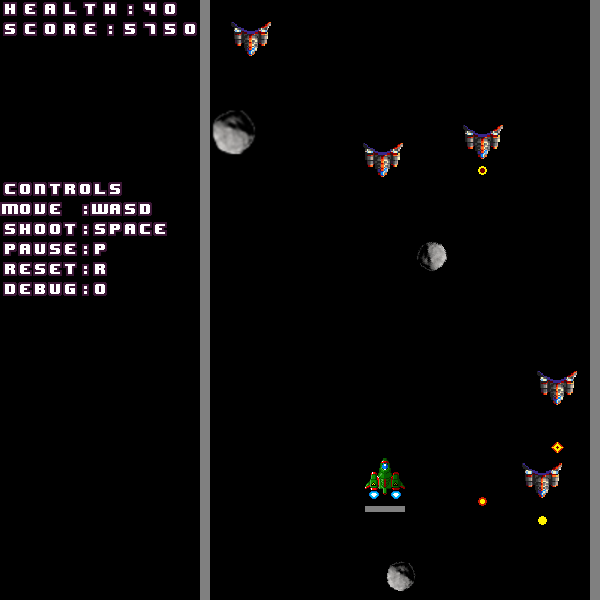 HEALTH:40
SCORE:5750
CONTROLS
MOVE :WASD
SHOOT:SPACE
PAUSE:P
RESET:R
DEBUG:O